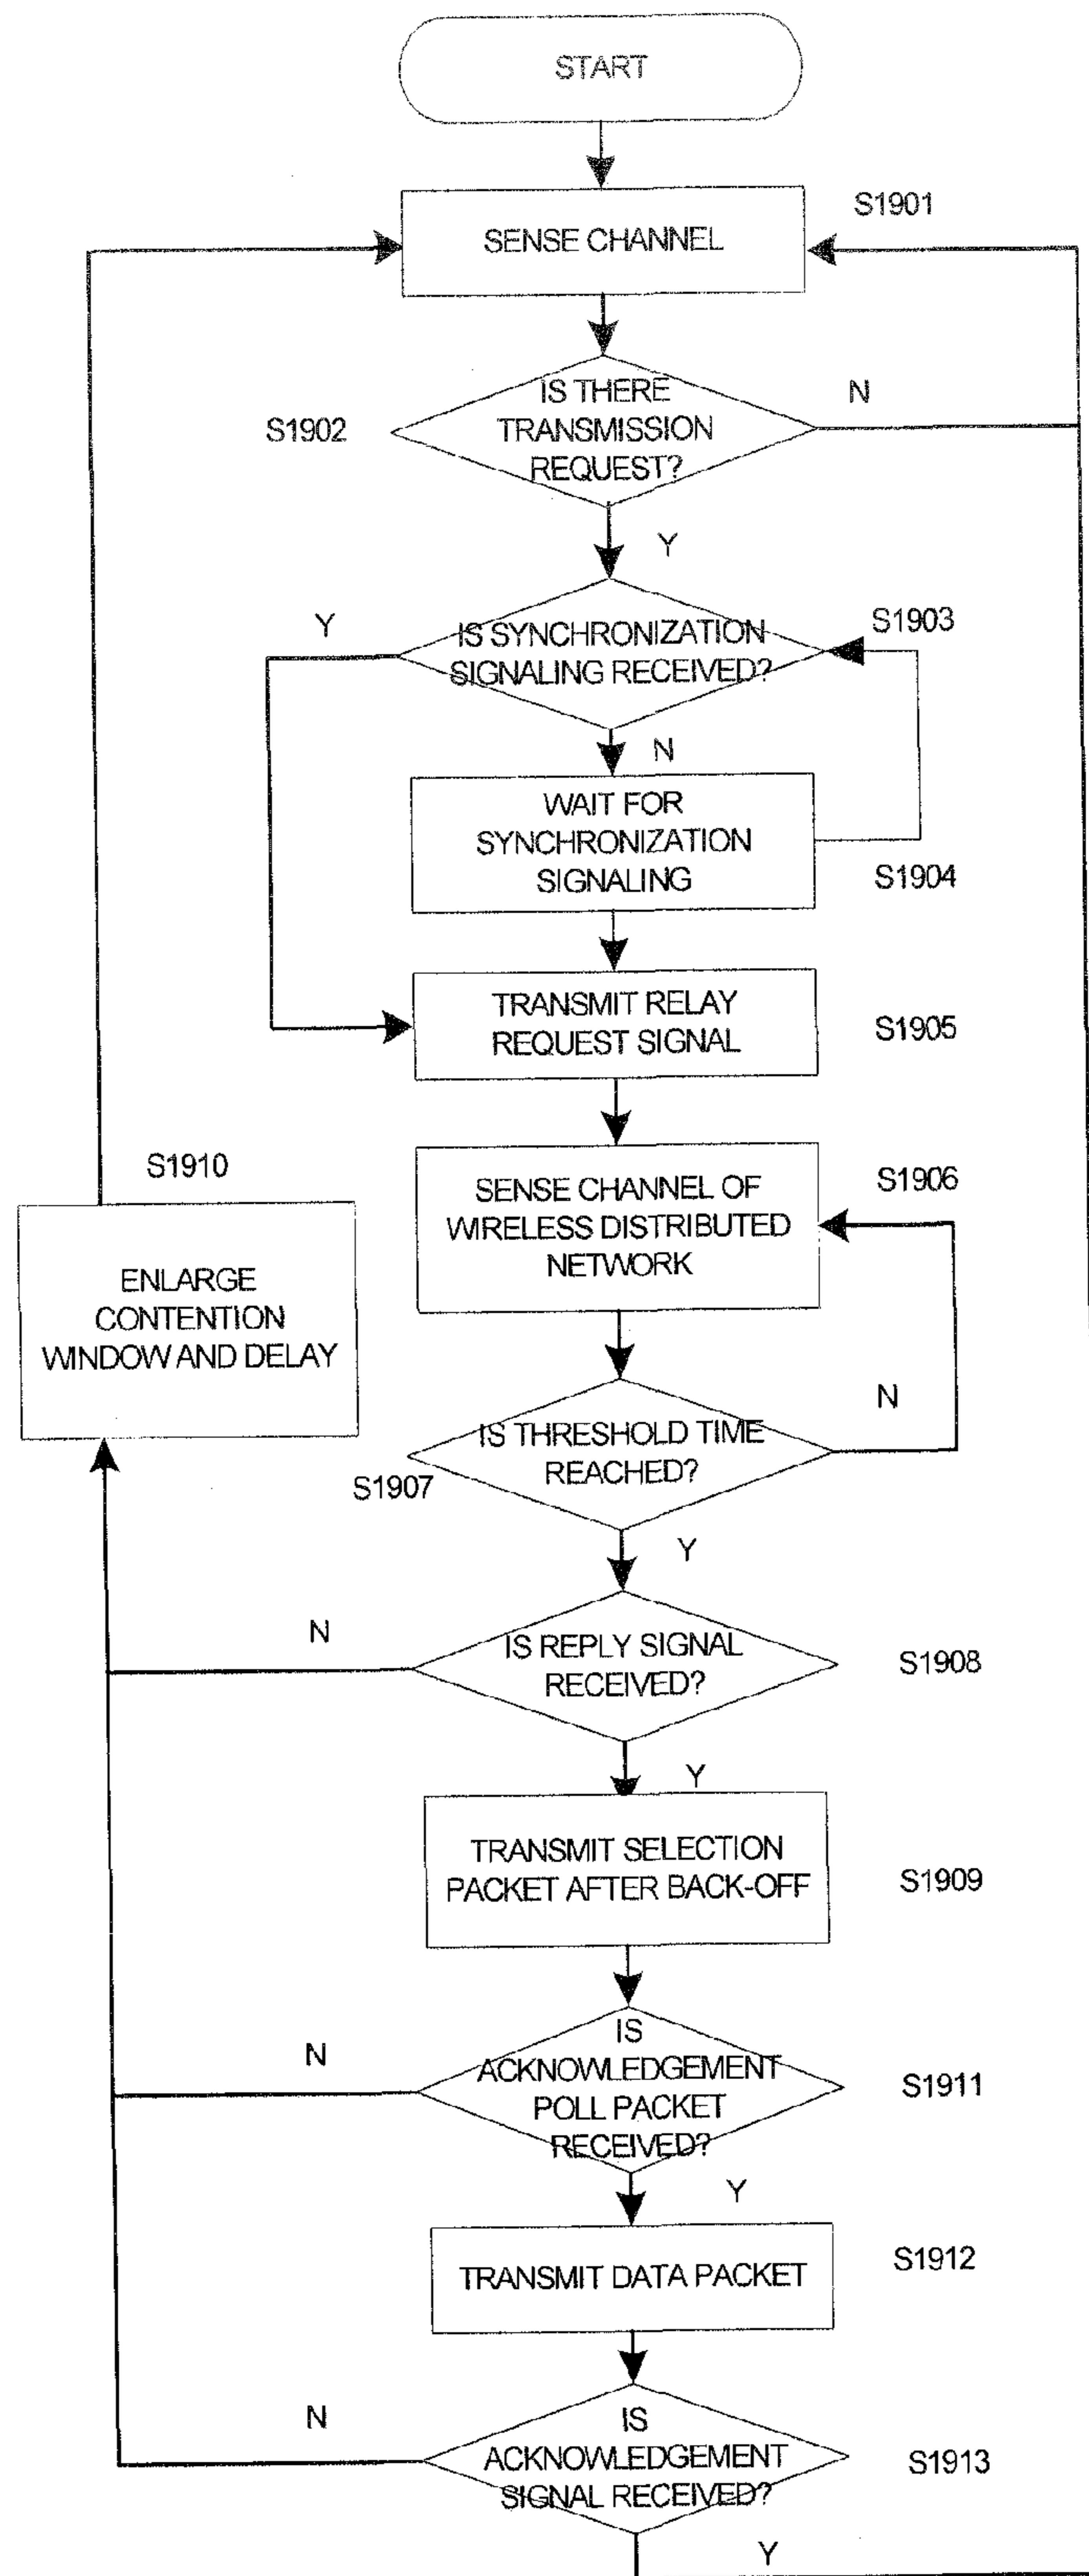 START
S1901
SENSE CHANNEL
IS THERE
TRANSMISSION
REQUEST?
N
S1902
Y
IS SYNCHRONIZATION
SIGNALING RECEIVED?
S1903
Y
N
WAIT FOR
SYNCHRONIZATION
SIGNALING
S1904
TRANSMIT RELAY
REQUEST SIGNAL
S1905
S1910
ENLARGE
CONTENTION
WINDOW AND DELAY
SENSE CHANNEL OF
WIRELESS DISTRIBUTED
NETWORK
S1906
N
IS THRESHOLD TIME
REACHED?
S1907
Y
N
IS REPLY SIGNAL
RECEIVED?
S1908
Y
TRANSMIT SELECTION
PACKET AFTER BACK-OFF
S1909
N
IS
ACKNOWLEDGEMENT
POLL PACKET
RECEIVED?
S1911
Y
TRANSMIT DATA PACKET
S1912
N
IS
ACKNOWLEDGEMENT
SIGNAL RECEIVED?
S1913
Y